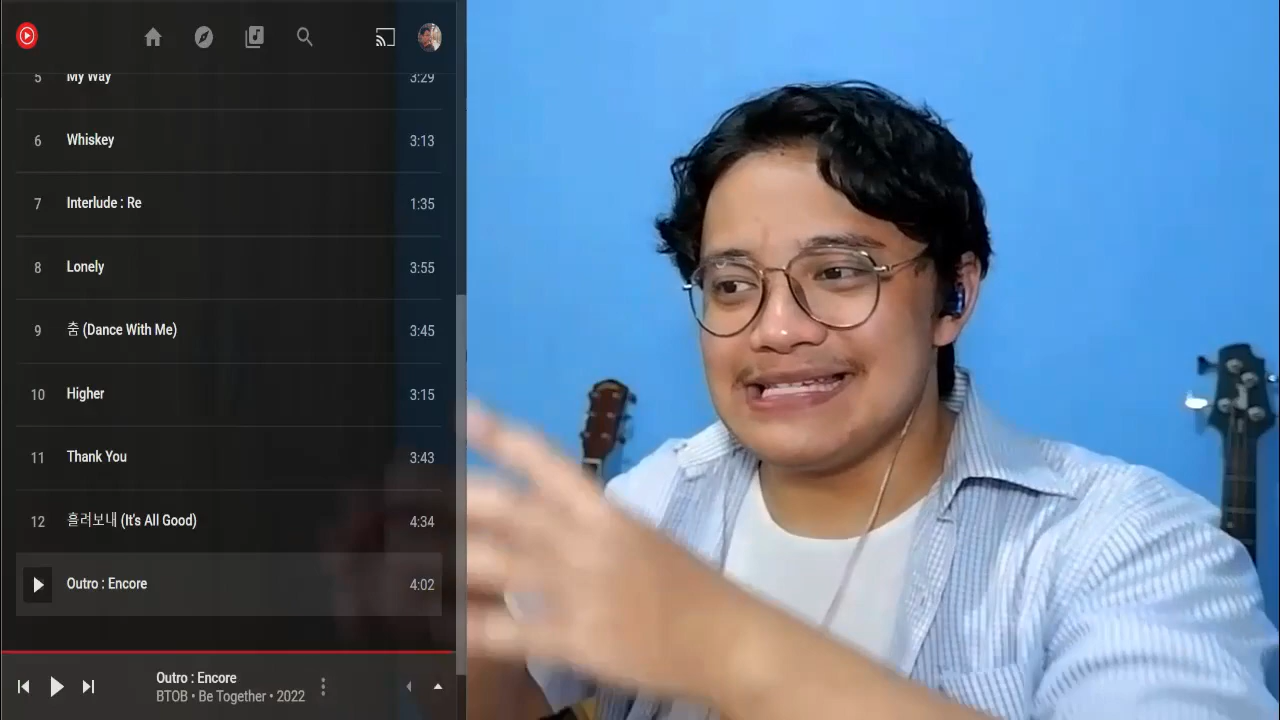 5 My Way 3:29
6 Whiskey 3:13
7 Interlude : Re 1:35
8 Lonely 3:55
9 춤 (Dance With Me) 3:45
10 Higher 3:15
11 Thank You 3:43
12 흘려보내 (It's All Good) 4:34
Outro : Encore 4:02
Outro : Encore
BTOB • Be Together • 2022